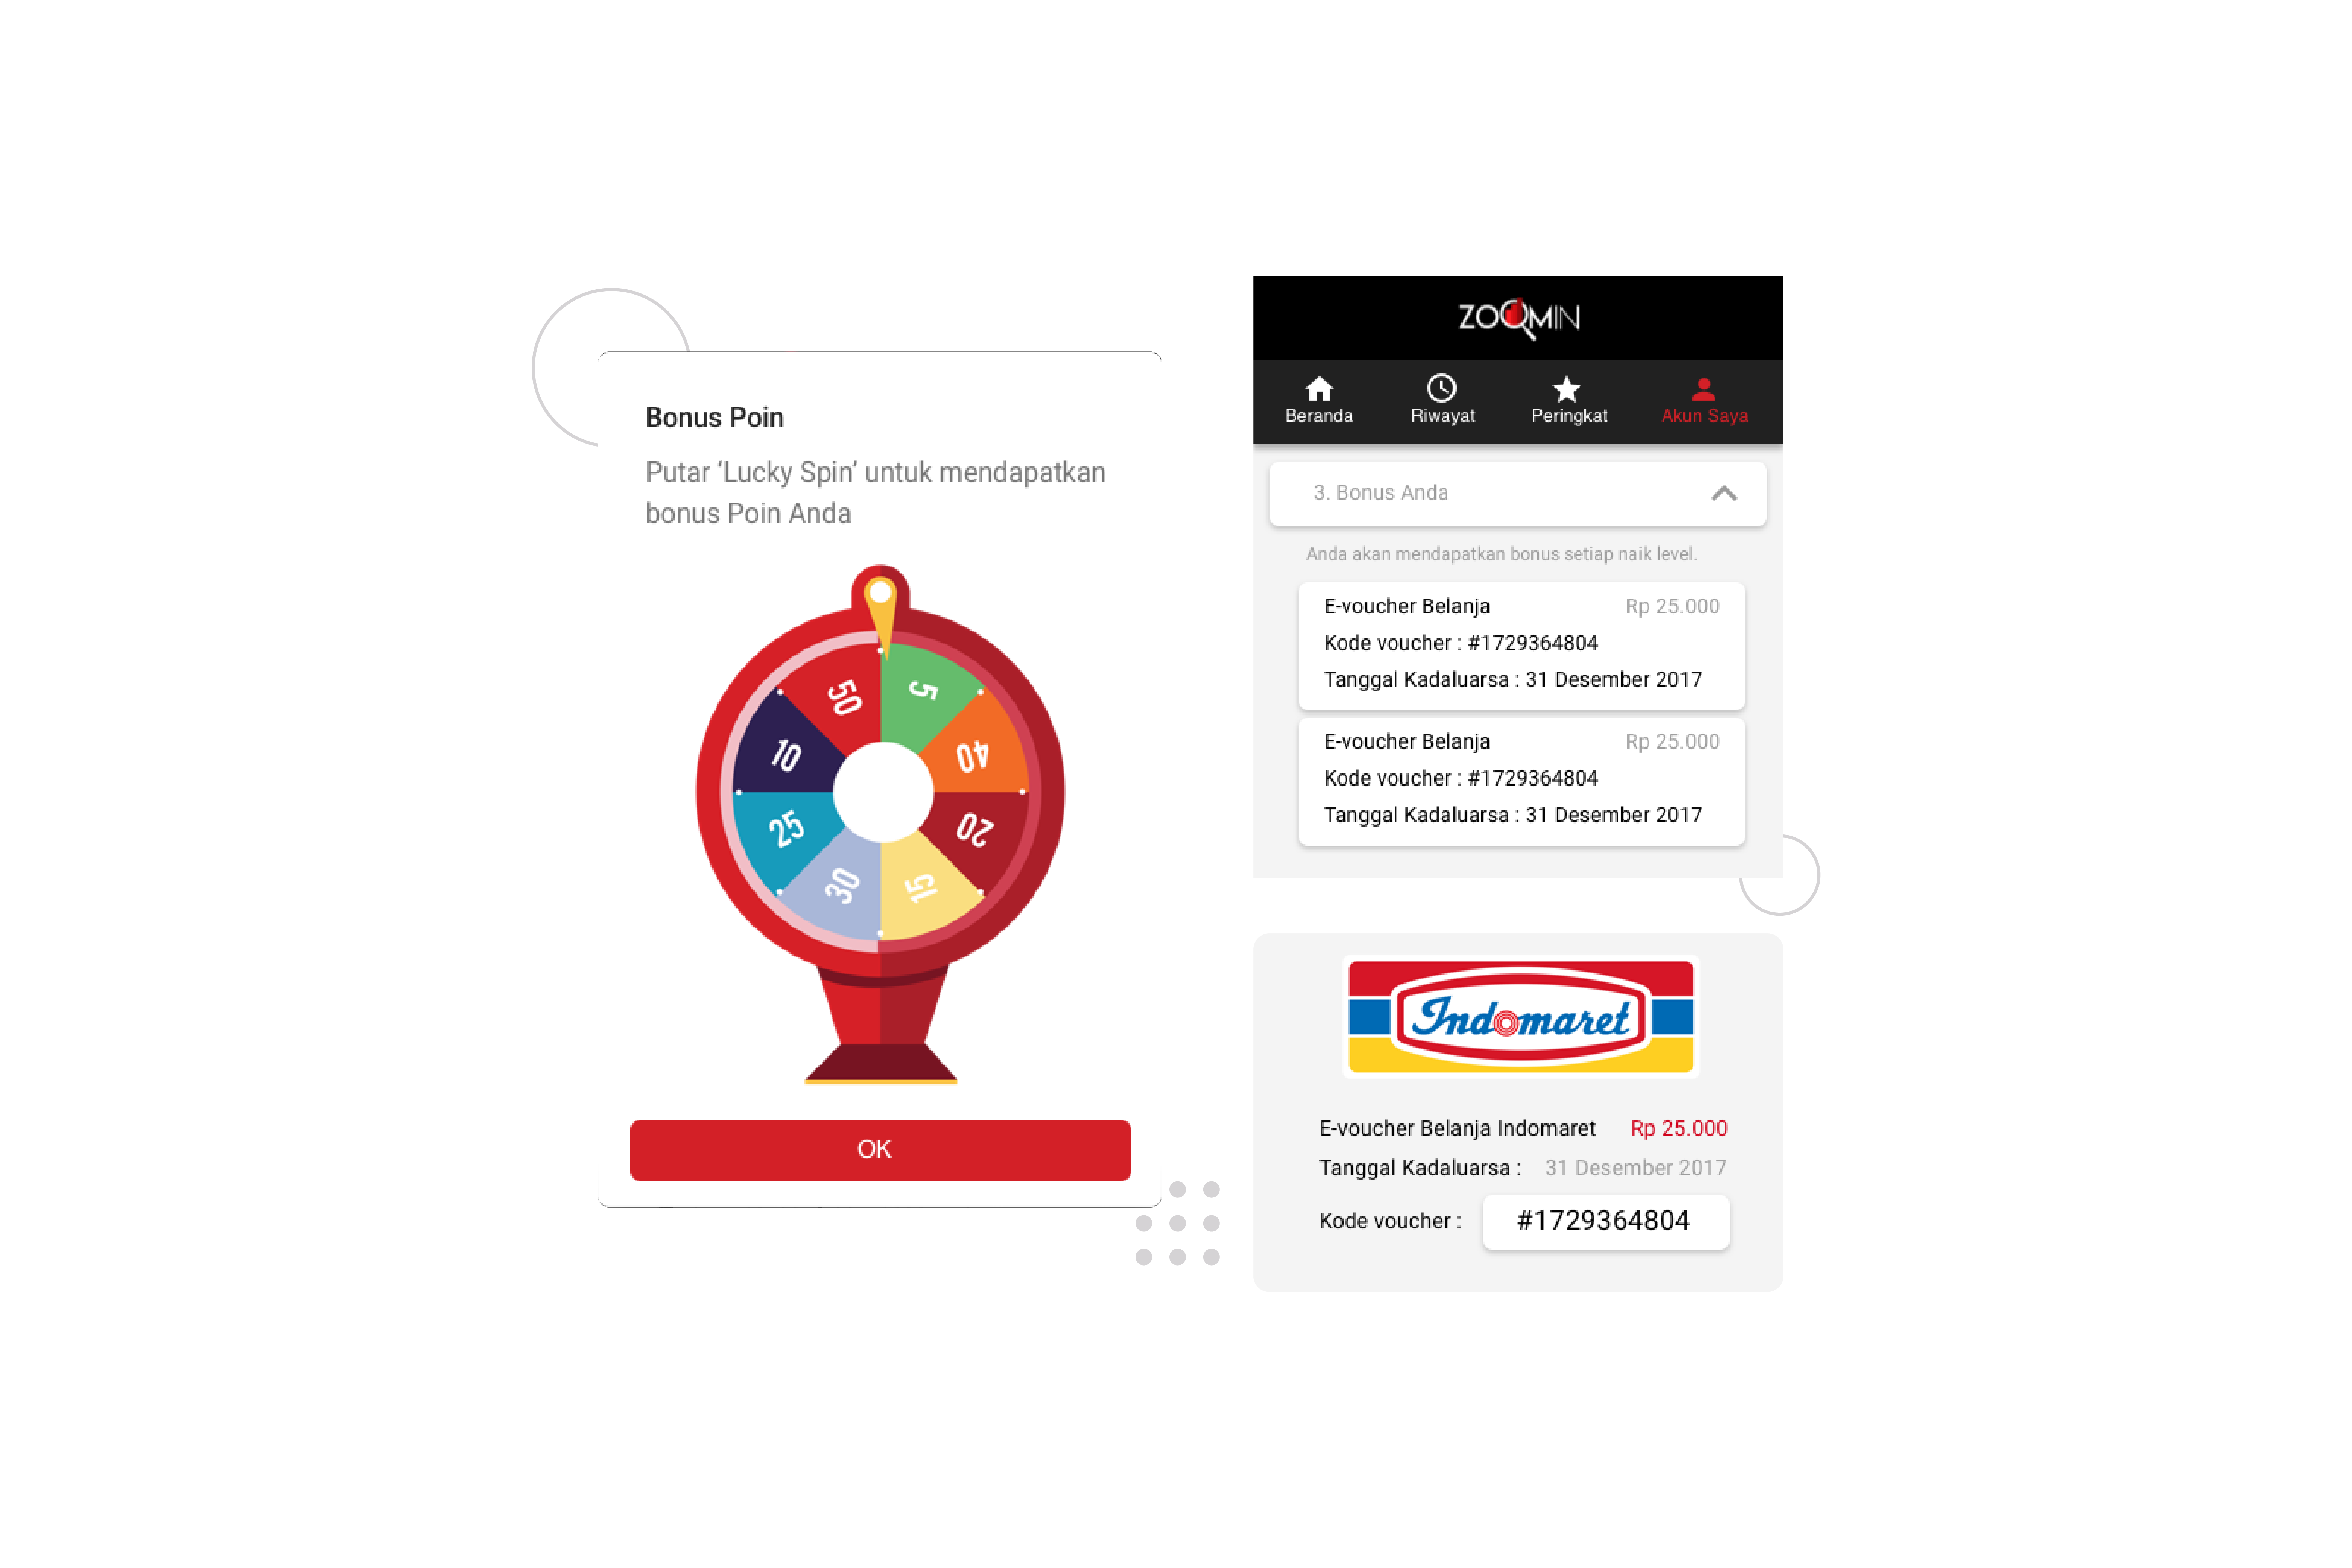 Bonus Poin
Putar ‘Lucky Spin’ untuk mendapatkan
bonus Poin Anda
50
5
10
40
25
20
30
15
OK
ZOOMIN
Beranda
Riwayat
Peringkat
Akun Saya
3. Bonus Anda
Anda akan mendapatkan bonus setiap naik level.
E-voucher Belanja Rp 25.000
Kode voucher : #1729364804
Tanggal Kadaluarsa : 31 Desember 2017
E-voucher Belanja Rp 25.000
Kode voucher : #1729364804
Tanggal Kadaluarsa : 31 Desember 2017
Indomaret
E-voucher Belanja Indomaret Rp 25.000
Tanggal Kadaluarsa : 31 Desember 2017
Kode voucher : #1729364804